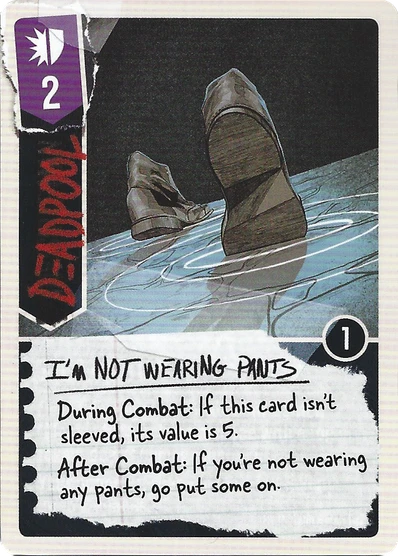 2
DEADPOOL
1
I'M NOT WEARING PANTS
During Combat: If this card isn't
sleeved, its value is 5.
After Combat: If you're not wearing
any pants, go put some on.